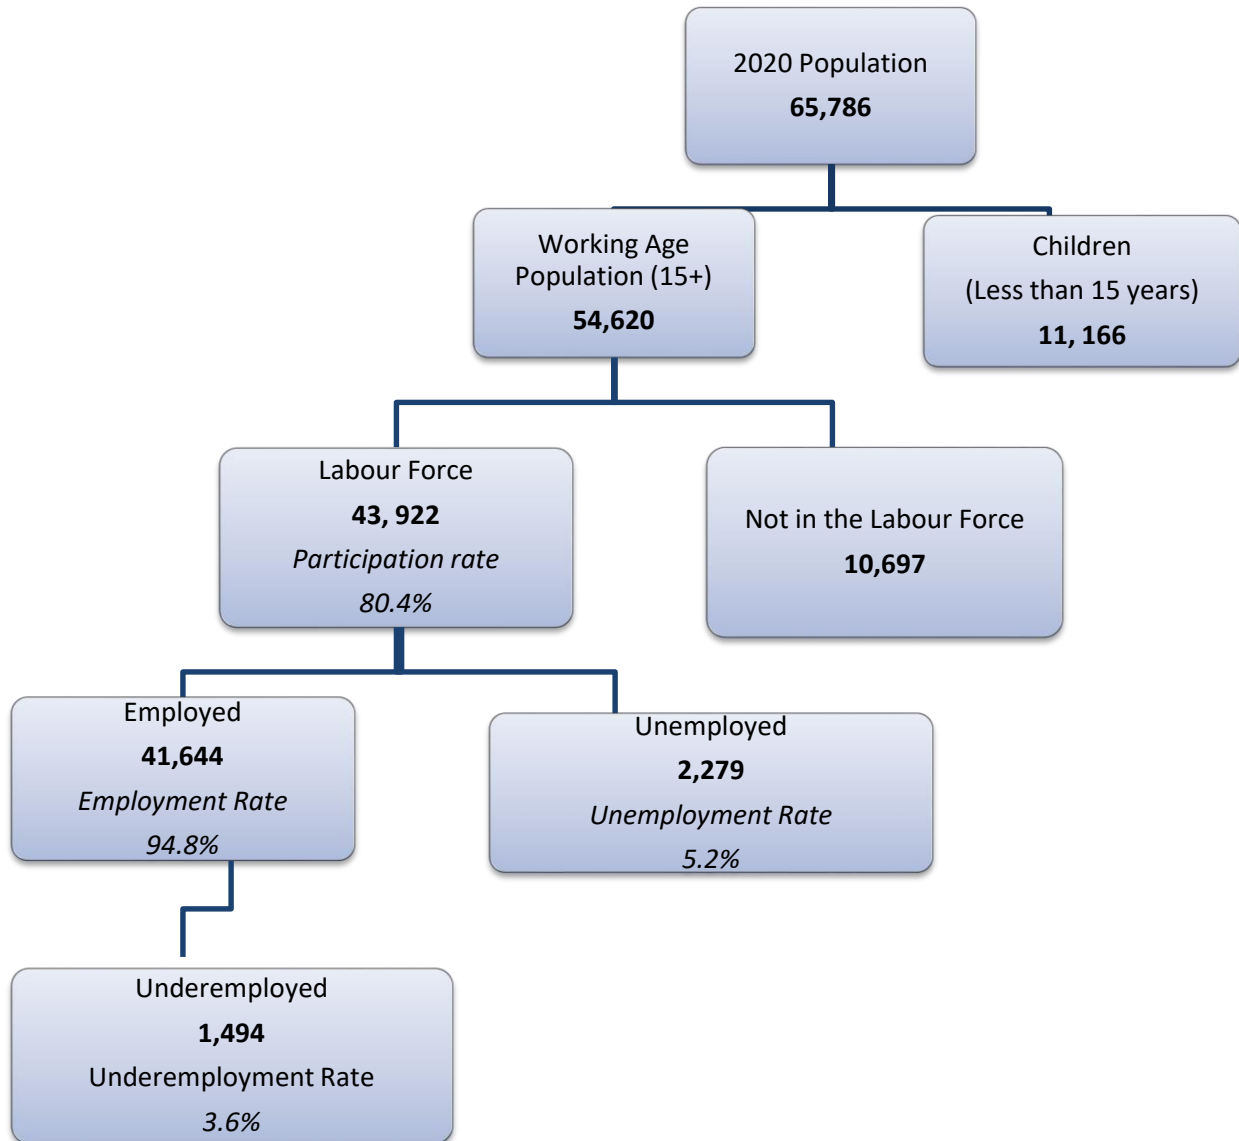 2020 Population
65,786
Working Age
Population (15+)
54,620
Children
(Less than 15 years)
11, 166
Labour Force
43, 922
Participation rate
80.4%
Not in the Labour Force
10,697
Employed
41,644
Employment Rate
94.8%
Unemployed
2,279
Unemployment Rate
5.2%
Underemployed
1,494
Underemployment Rate
3.6%